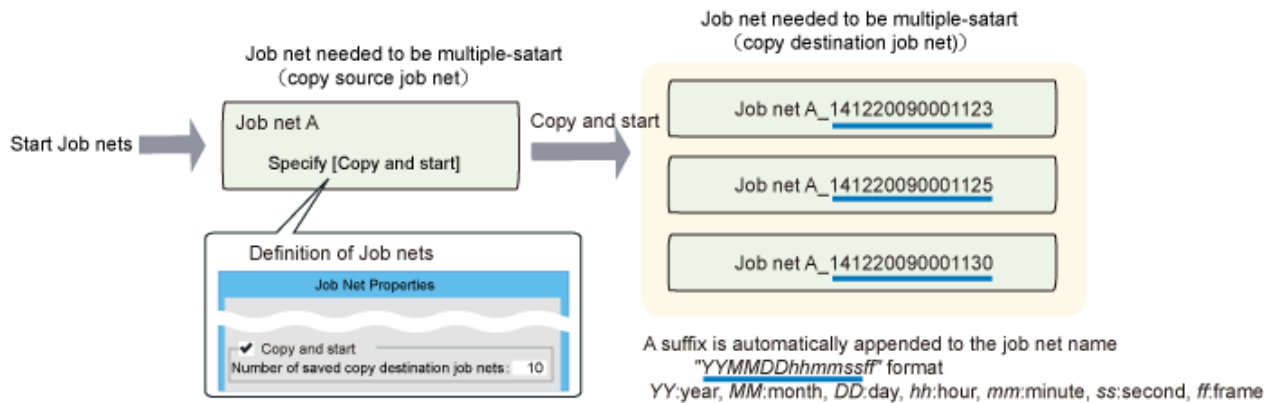 Job net needed to be multiple-satart
（copy destination job net)）
Job net needed to be multiple-satart
（copy source job net）
Start Job nets
Job net A
Specify [Copy and start]
Copy and start
Job net A_141220090001123
Job net A_141220090001125
Job net A_141220090001130
Definition of Job nets
Job Net Properties
Copy and start
Number of saved copy destination job nets: 10
A suffix is automatically appended to the job net name
"YYMMDDhhmmssff" format
YY:year, MM:month, DD:day, hh:hour, mm:minute, ss:second, ff:frame